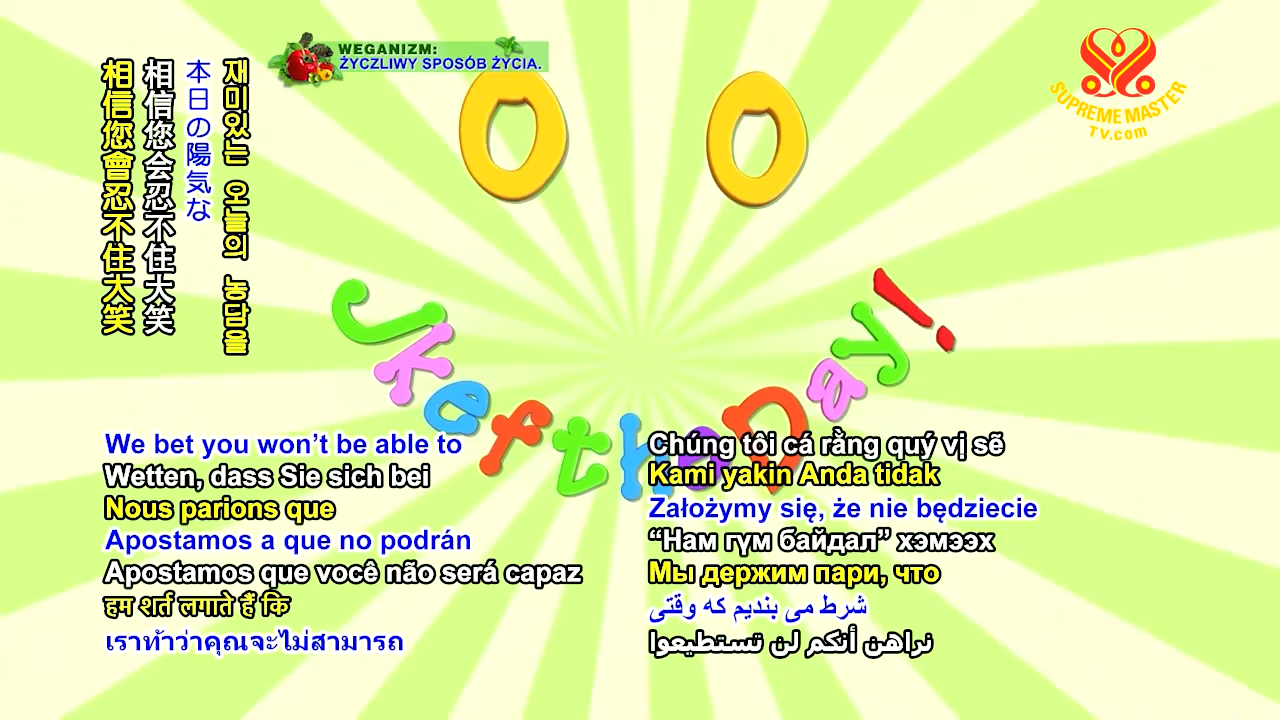 WEGANIZM:
ŻYCZLIWY SPOSÓB ŻYCIA.
SUPREME MASTER
TV.com
재미있는 오늘의 농담을
本日の陽気な
相信您会忍不住大笑
相信您會忍不住大笑
O O
Jkef the Day!
We bet you won’t be able to
Wetten, dass Sie sich bei
Nous parions que
Apostamos a que no podrán
Apostamos que você não será capaz
हम शर्त लगाते हैं कि
เราท้าว่าคุณจะไม่สามารถ
Chúng tôi cá rằng quý vị sẽ
Kami yakin Anda tidak
Założymy się, że nie będziecie
“Нам гүм байдал” хэмээх
Мы держим пари, что
شرط می بندیم که وقتی
نراهن أنكم لن تستطيعوا